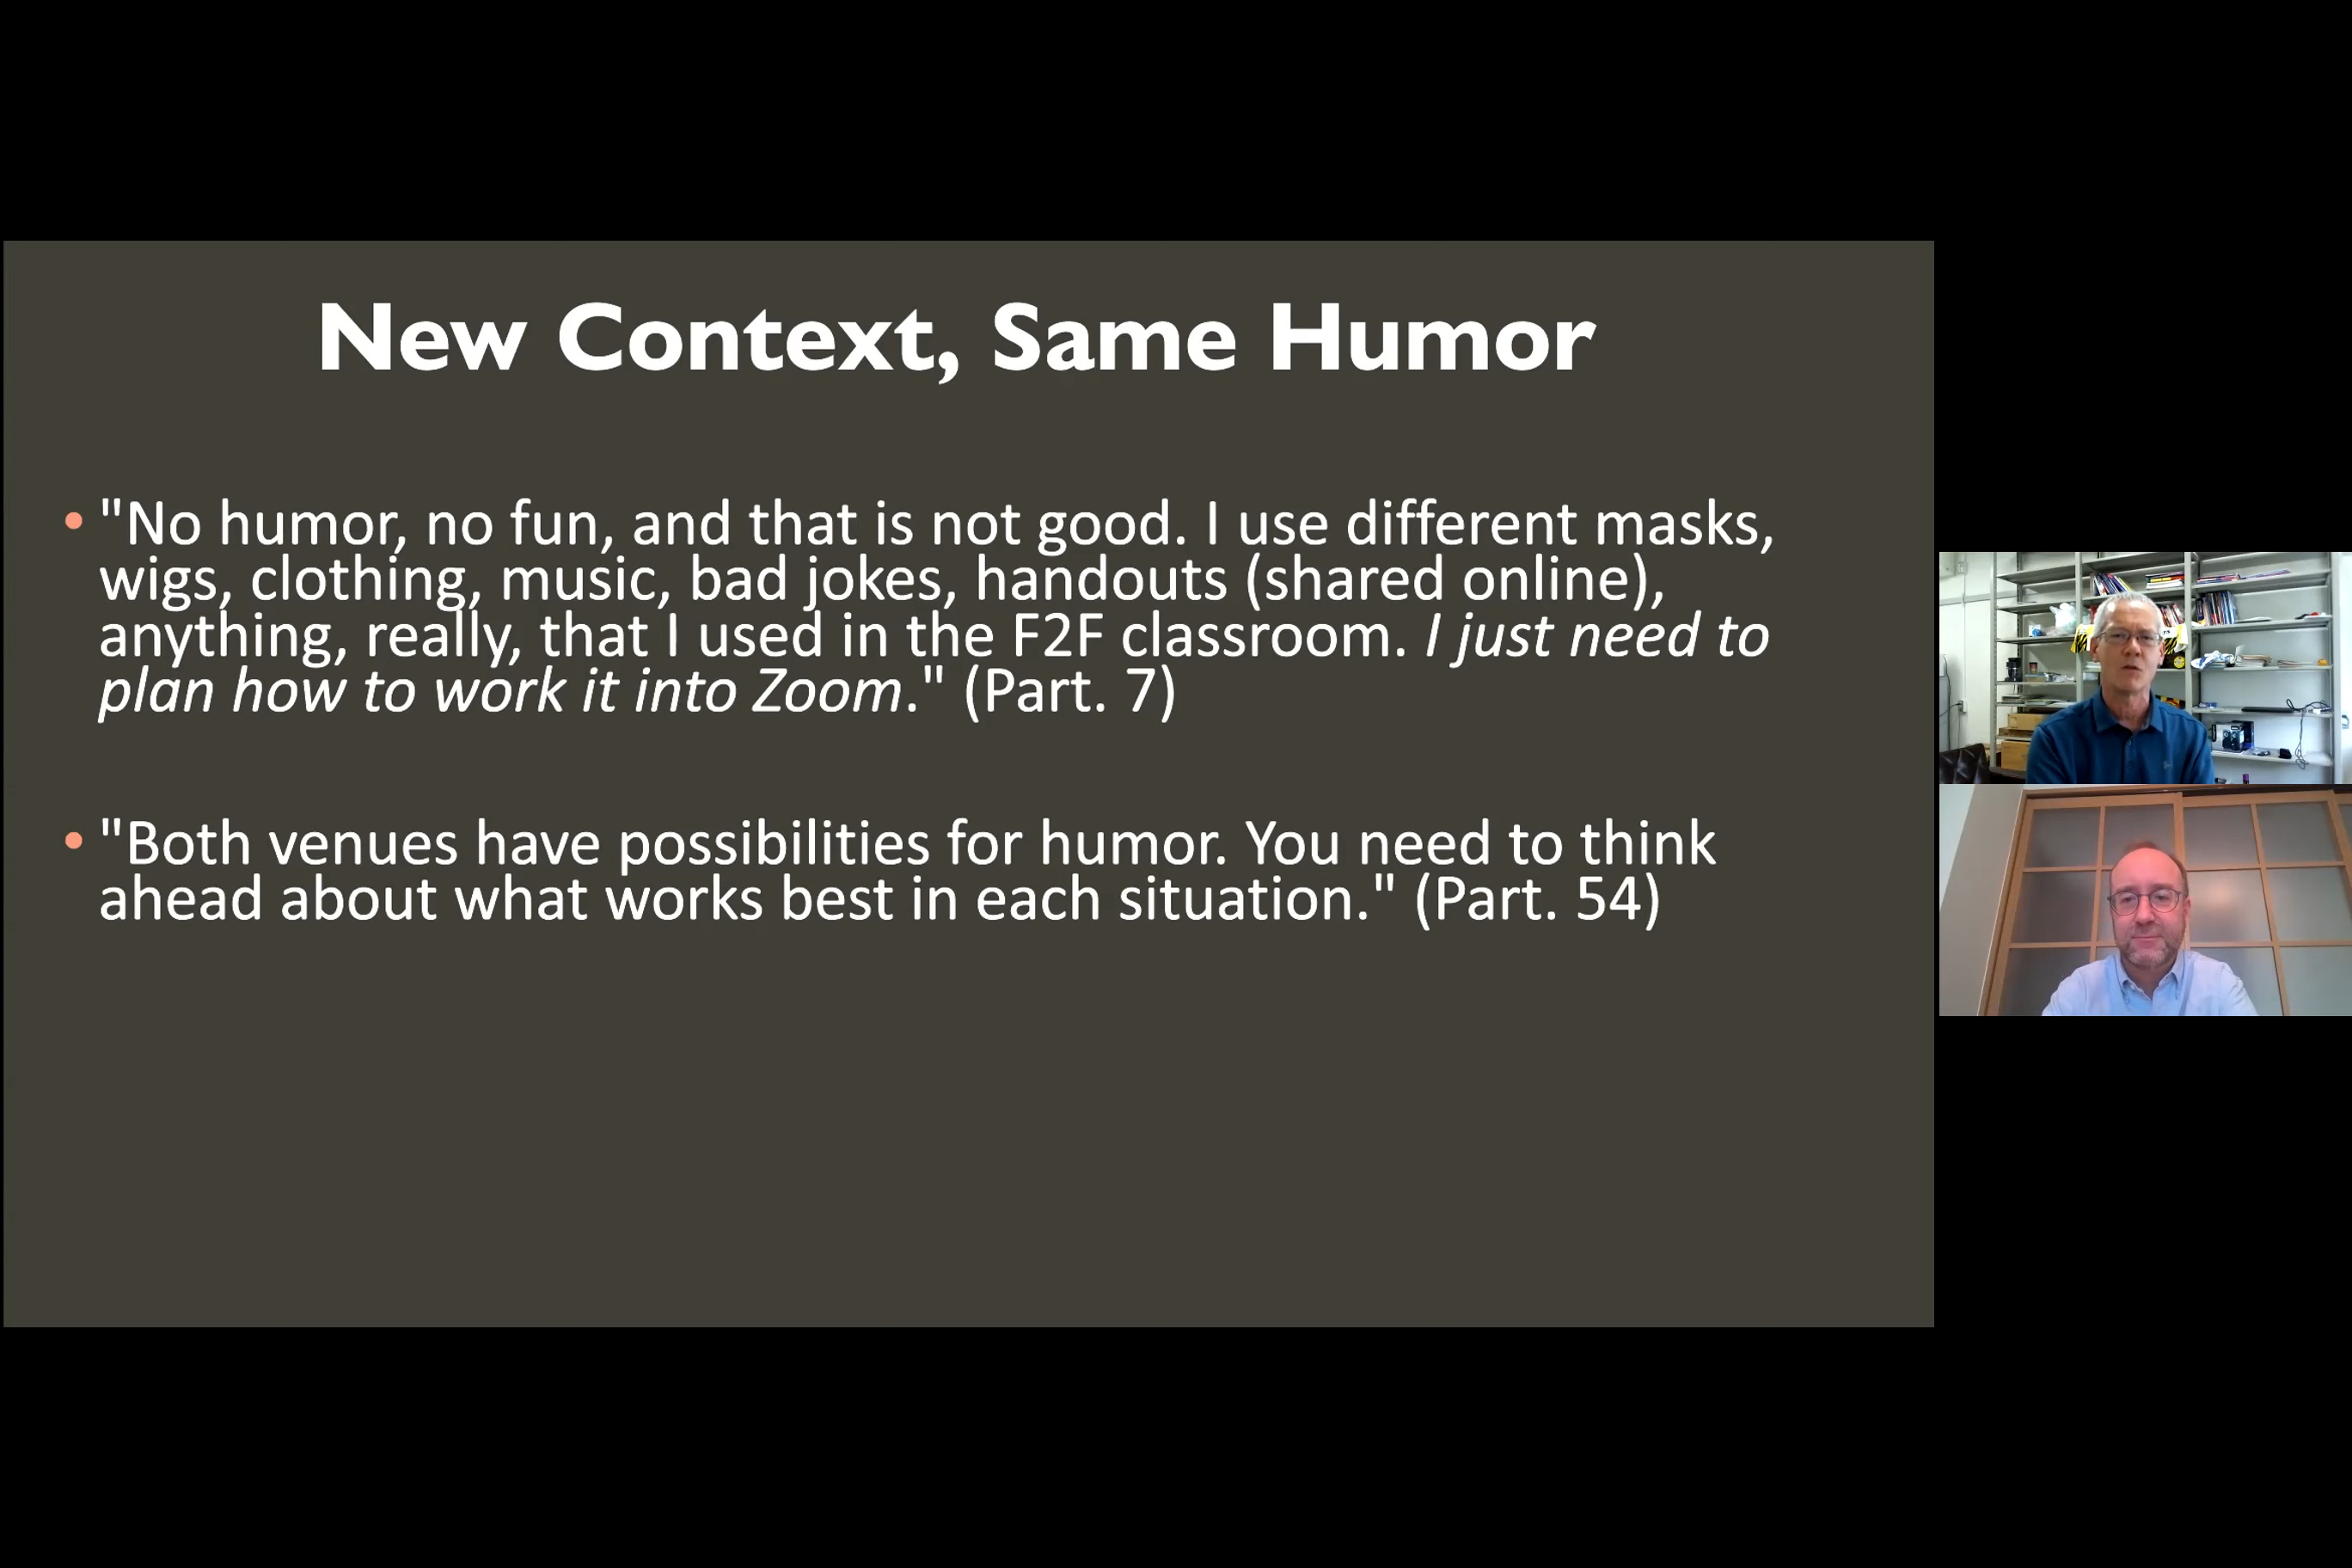 New Context, Same Humor
• "No humor, no fun, and that is not good. I use different masks,
wigs, clothing, music, bad jokes, handouts (shared online),
anything, really, that I used in the F2F classroom. I just need to
plan how to work it into Zoom." (Part. 7)
• "Both venues have possibilities for humor. You need to think
ahead about what works best in each situation." (Part. 54)